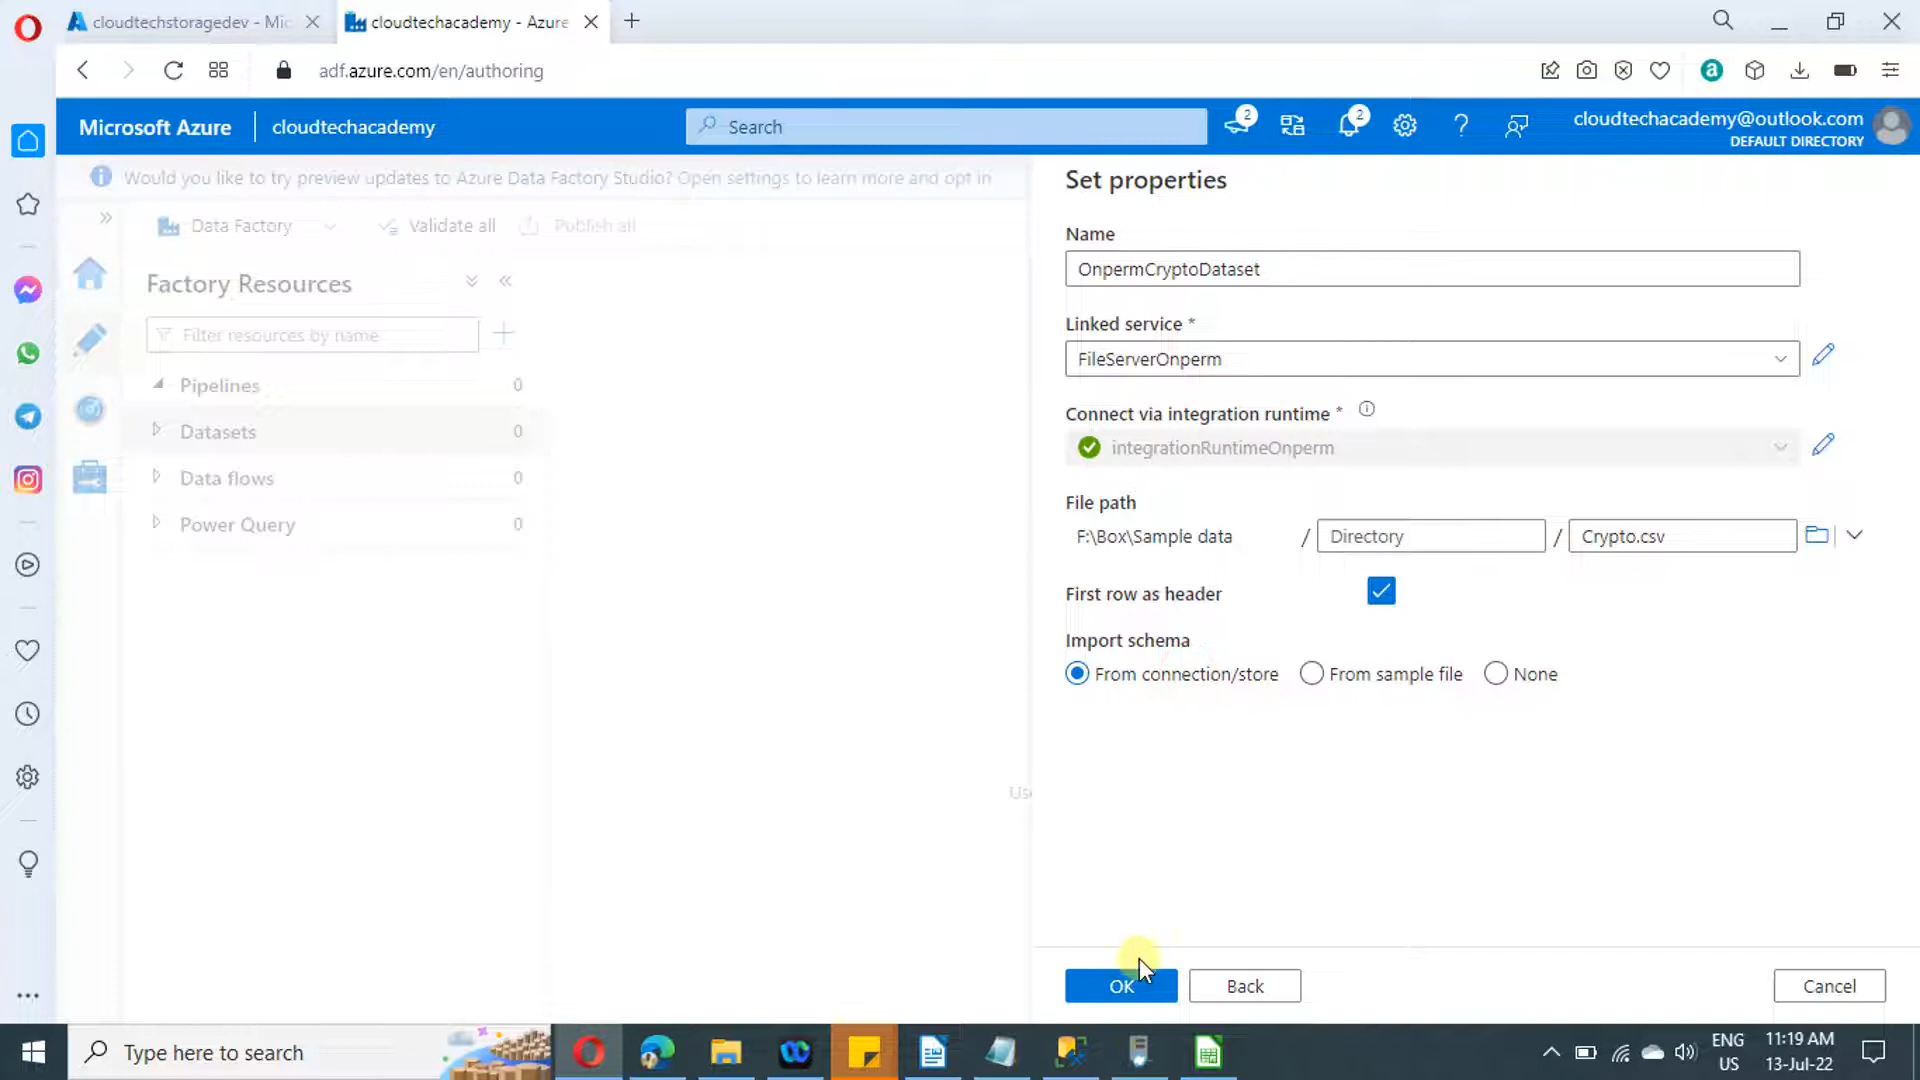 cloudtechstoragedev - Mic
cloudtechacademy - Azure
adf.azure.com/en/authoring
Microsoft Azure
cloudtechacademy
Search
2
2
cloudtechacademy@outlook.com
DEFAULT DIRECTORY
Would you like to try preview updates to Azure Data Factory Studio? Open settings to learn more and opt in
Data Factory
Validate all
Publish all
Factory Resources
Filter resources by name
Pipelines 0
Datasets 0
Data flows 0
Power Query 0
Use
Set properties
Name
OnpermCryptoDataset
Linked service *
FileServerOnperm
Connect via integration runtime *
integrationRuntimeOnperm
File path
F:\Box\Sample data / Directory / Crypto.csv
First row as header
Import schema
From connection/store From sample file None
OK Back Cancel
Type here to search
ENG
US
11:19 AM
13-Jul-22